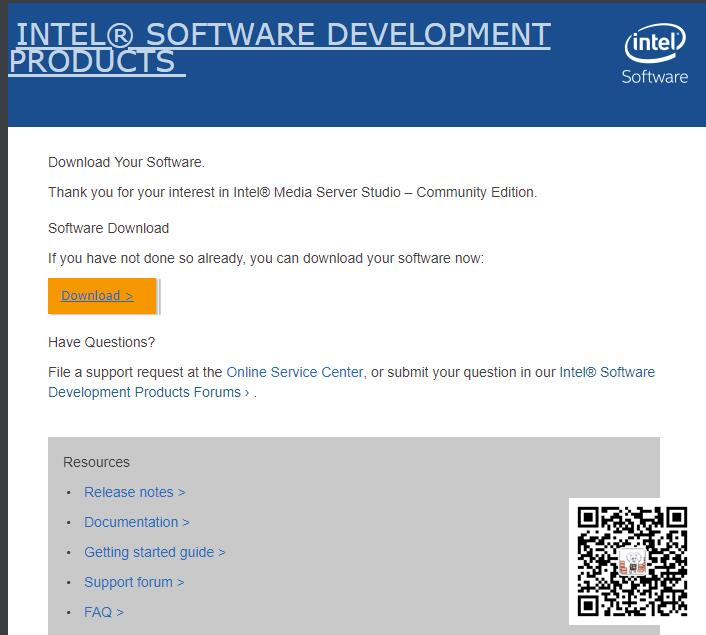 INTEL® SOFTWARE DEVELOPMENT
PRODUCTS
intel
Software
Download Your Software.
Thank you for your interest in Intel® Media Server Studio – Community Edition.
Software Download
If you have not done so already, you can download your software now:
Download >
Have Questions?
File a support request at the Online Service Center, or submit your question in our Intel® Software
Development Products Forums › .
Resources
• Release notes >
• Documentation >
• Getting started guide >
• Support forum >
• FAQ >